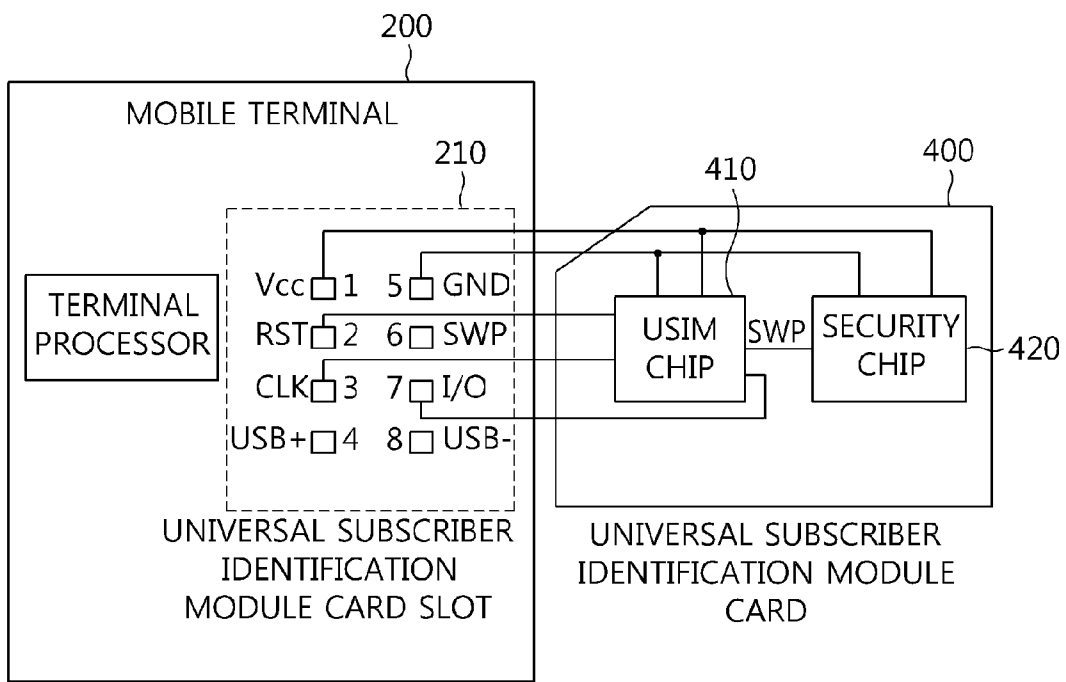 200
MOBILE TERMINAL
210
410
400
Vcc 1 5 GND
TERMINAL
PROCESSOR
RST 2 6 SWP
CLK 3 7 I/O
USB+ 4 8 USB-
USIM
CHIP
SWP
SECURITY
CHIP
420
UNIVERSAL SUBSCRIBER
IDENTIFICATION
MODULE CARD SLOT
UNIVERSAL SUBSCRIBER
IDENTIFICATION MODULE
CARD